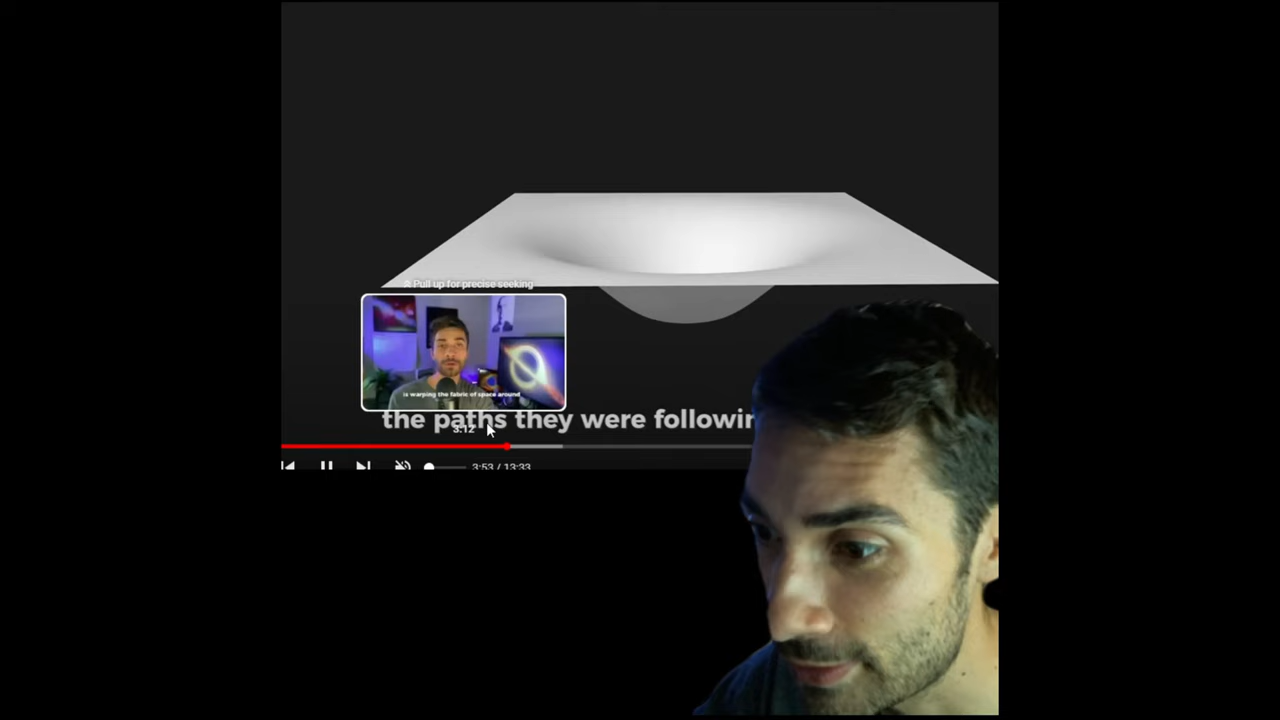 Pull up for precise seeking
is warping the fabric of space around
the paths they were followin
3:12
3:53 / 13:33